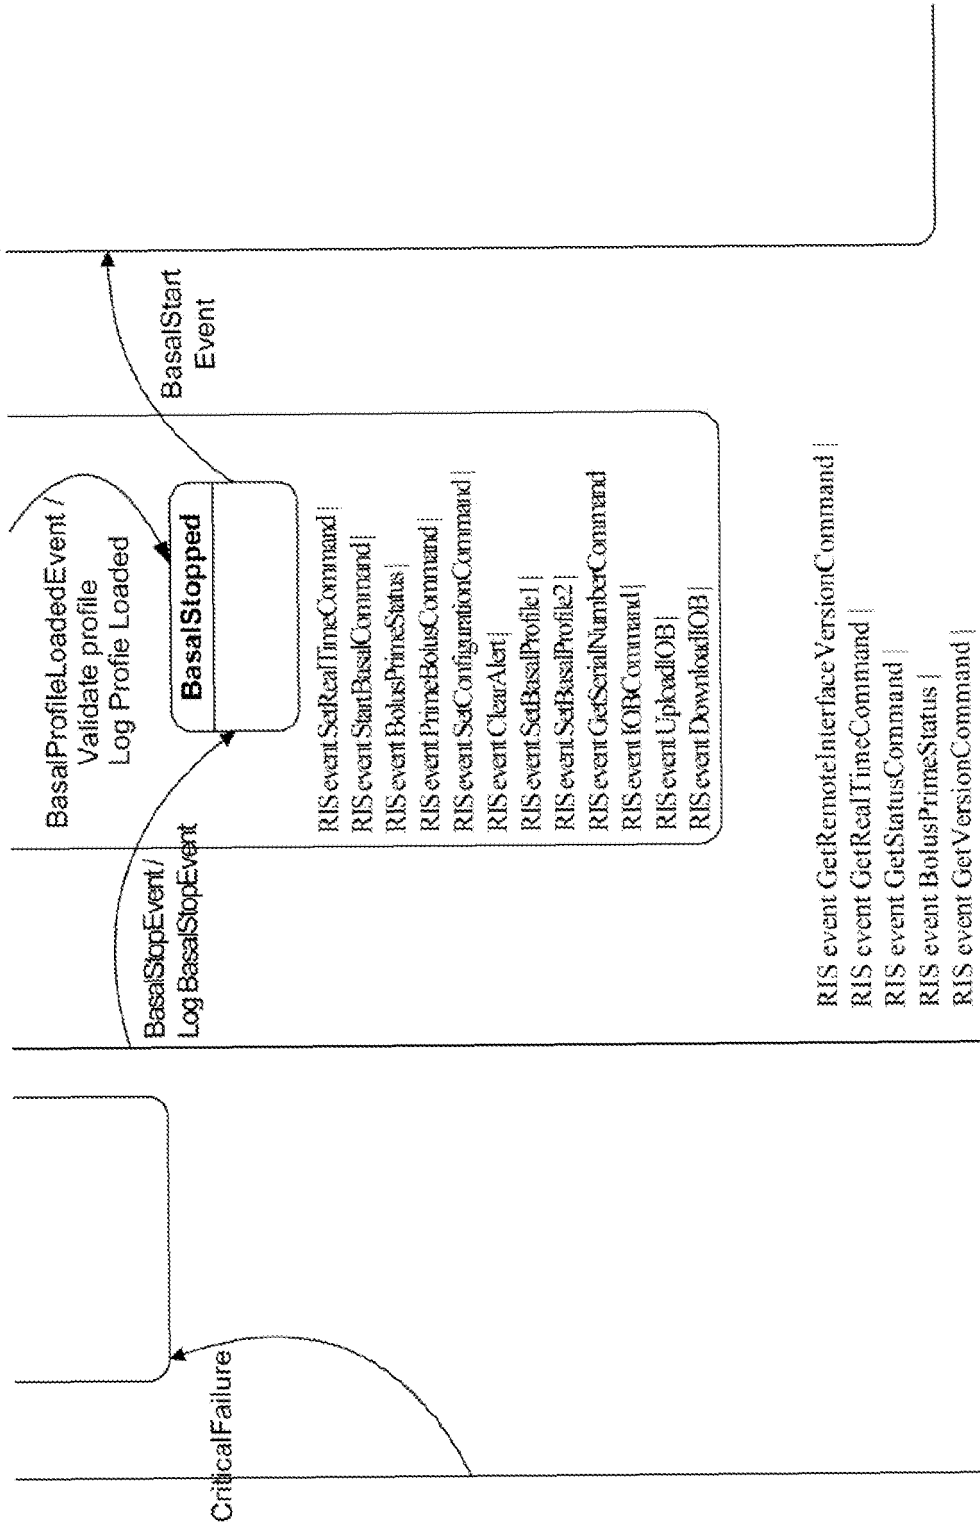 BasalProfileLoadedEvent /
Validate profile
Log Profie Loaded
BasalStopped
BasalStart
Event
BasalStopEvent /
Log BasalStopEvent
CriticalFailure
RIS event SetRealTimeCommand |
RIS event StartBasalCommand |
RIS event BolusPrimeStatus |
RIS event PrimeBolusCommand |
RIS event SetConfigurationCommand |
RIS event ClearAlert |
RIS event SetBasalProfile1 |
RIS event SetBasalProfile2 |
RIS event GetSerialNumberCommand
RIS event IOBCommand |
RIS event UploadIOB |
RIS event DownloadIOB |
RIS event GetRemoteInterfaceVersionCommand |
RIS event GetRealTimeCommand |
RIS event GetStatusCommand |
RIS event BolusPrimeStatus |
RIS event GetVersionCommand |